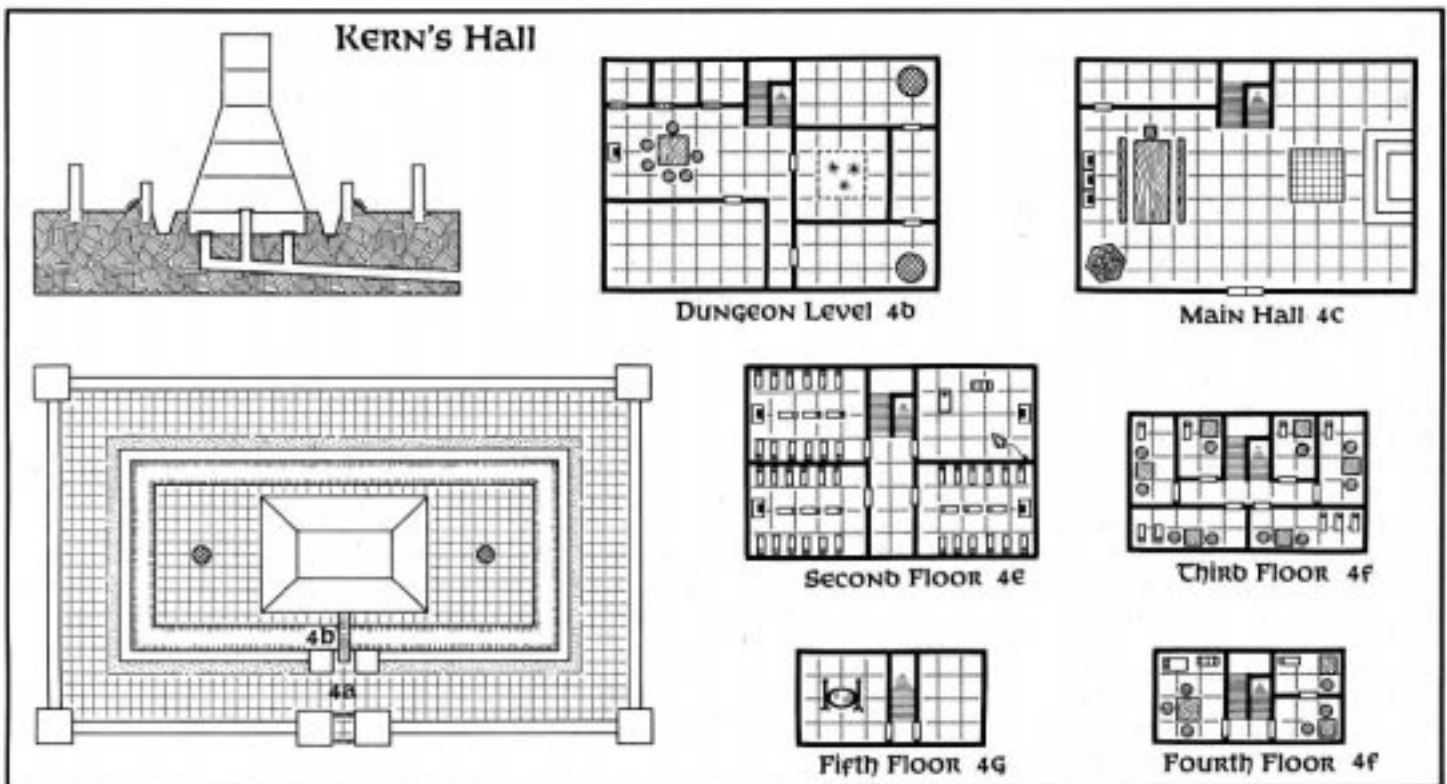 Kern's Hall
Dungeon Level 4D
Main Hall 4C
4b
4a
Second Floor 4E
Third Floor 4F
Fifth Floor 4G
Fourth Floor 4F